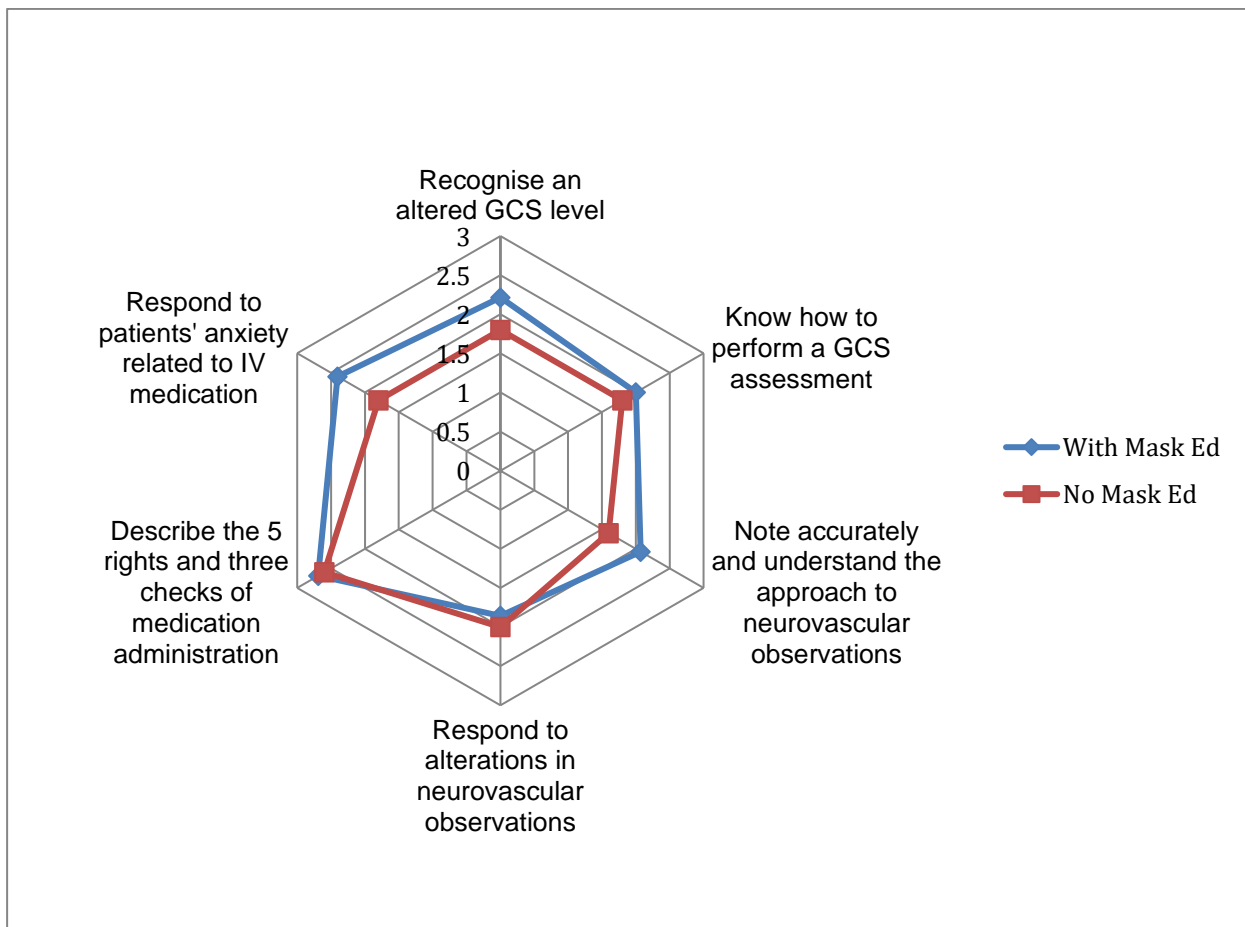 Recognise an
altered GCS level
3
2.5
2
1.5
1
0.5
0
Know how to
perform a GCS
assessment
Note accurately
and understand the
approach to
neurovascular
observations
Respond to
alterations in
neurovascular
observations
Describe the 5
rights and three
checks of
medication
administration
Respond to
patients' anxiety
related to IV
medication
With Mask Ed
No Mask Ed